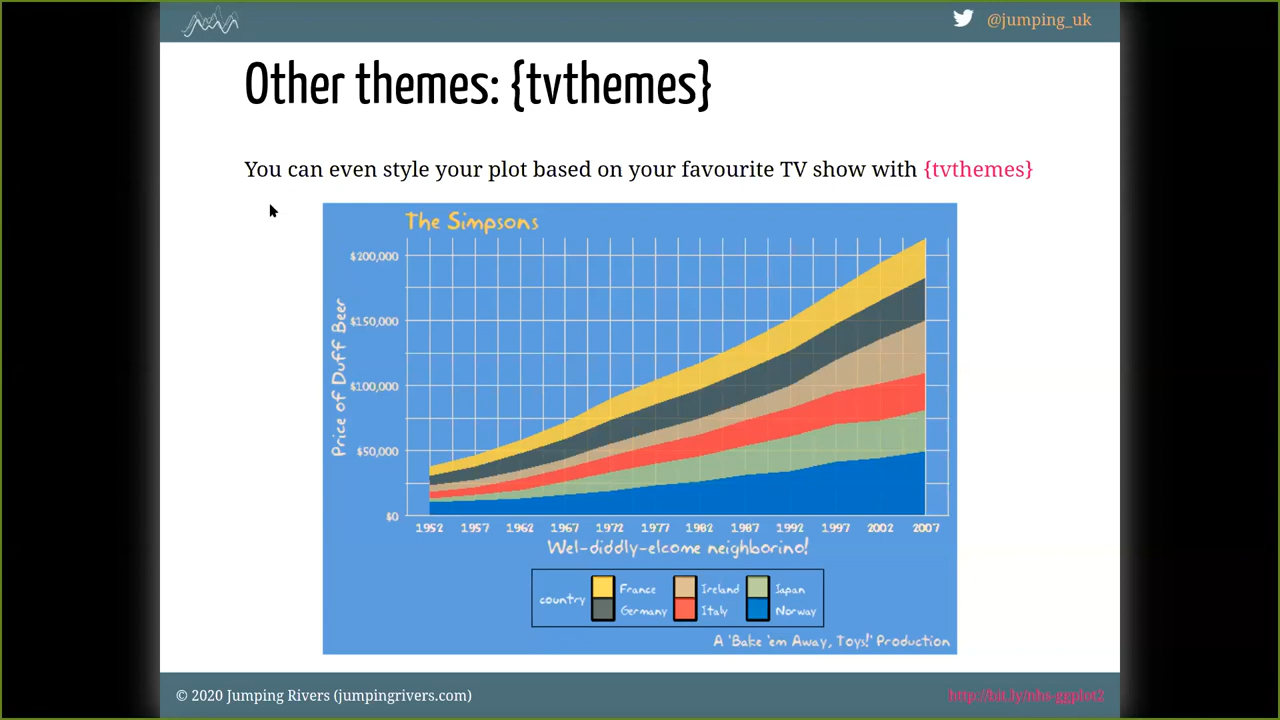 @jumping_uk
Other themes: {tvthemes}
You can even style your plot based on your favourite TV show with {tvthemes}
The Simpsons
Price of Duff Beer
$200,000
$150,000
$100,000
$50,000
$0
1952 1957 1962 1967 1972 1977 1982 1987 1992 1997 2002 2007
Wel-diddly-elcome neighborino!
country
France Ireland Japan
Germany Italy Norway
A 'Bake 'em Away, Toys!' Production
© 2020 Jumping Rivers (jumpingrivers.com)
http://bit.ly/nhs-ggplot2